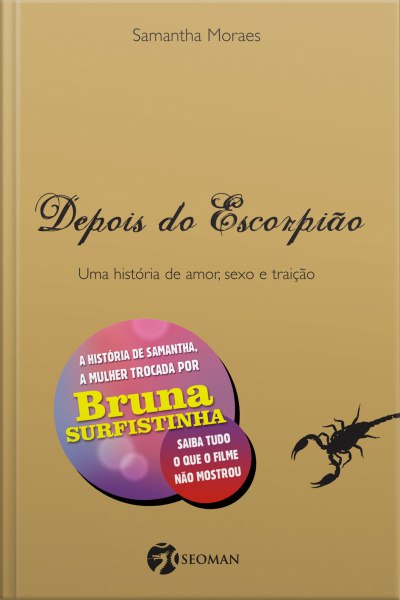 Samantha Moraes
Depois do Escorpião
Uma história de amor, sexo e traição
A HISTÓRIA DE SAMANTHA,
A MULHER TROCADA POR
Bruna
SURFISTINHA
SAIBA TUDO
O QUE O FILME
NÃO MOSTROU
SEOMAN